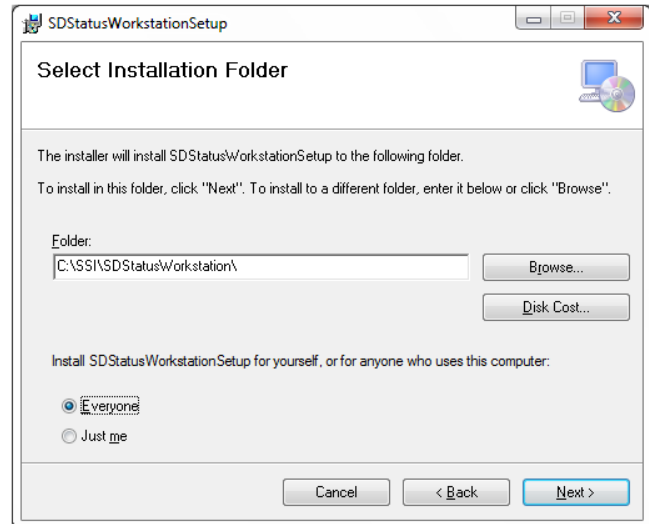 SDStatusWorkstationSetup
Select Installation Folder
The installer will install SDStatusWorkstationSetup to the following folder.
To install in this folder, click "Next". To install to a different folder, enter it below or click "Browse".
Folder:
C:\SSI\SDStatusWorkstation\
Browse...
Disk Cost...
Install SDStatusWorkstationSetup for yourself, or for anyone who uses this computer:
Everyone
Just me
Cancel
< Back
Next >